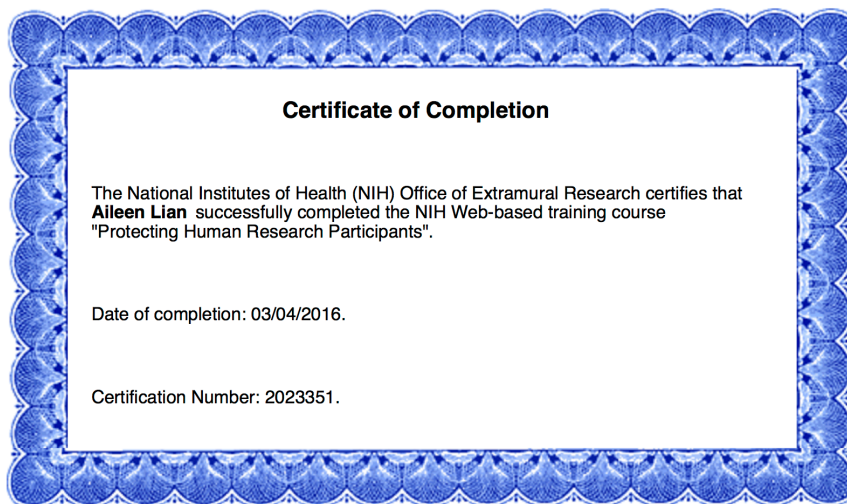 Certificate of Completion
The National Institutes of Health (NIH) Office of Extramural Research certifies that
Aileen Lian successfully completed the NIH Web-based training course
"Protecting Human Research Participants".
Date of completion: 03/04/2016.
Certification Number: 2023351.